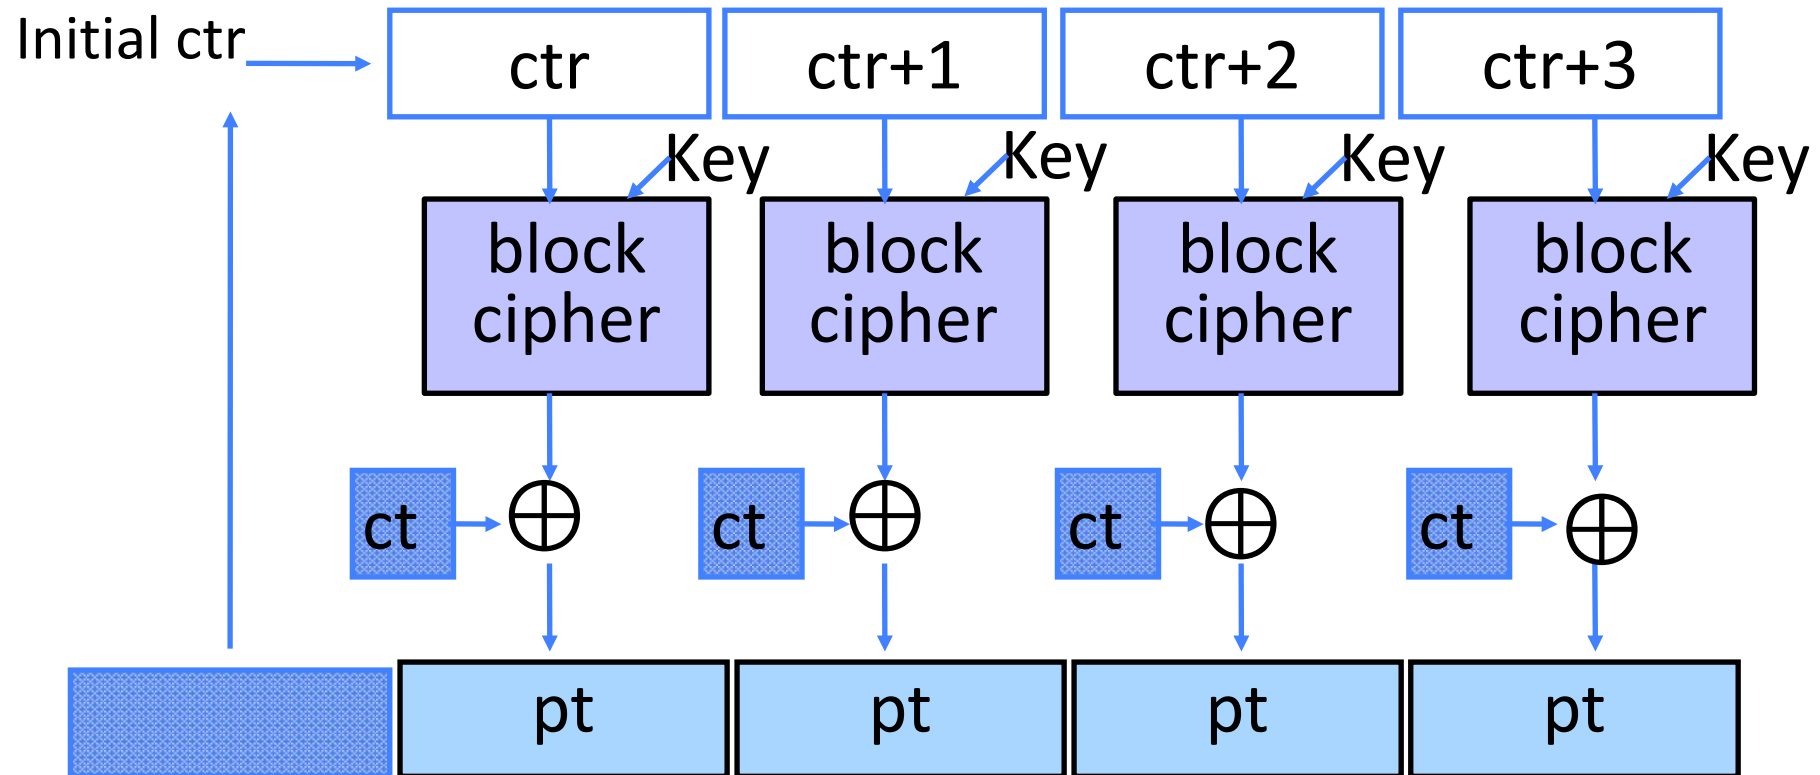 Initial ctr
ctr
ctr+1
ctr+2
ctr+3
Key
Key
Key
Key
block
cipher
block
cipher
block
cipher
block
cipher
ct
ct
ct
ct
pt
pt
pt
pt